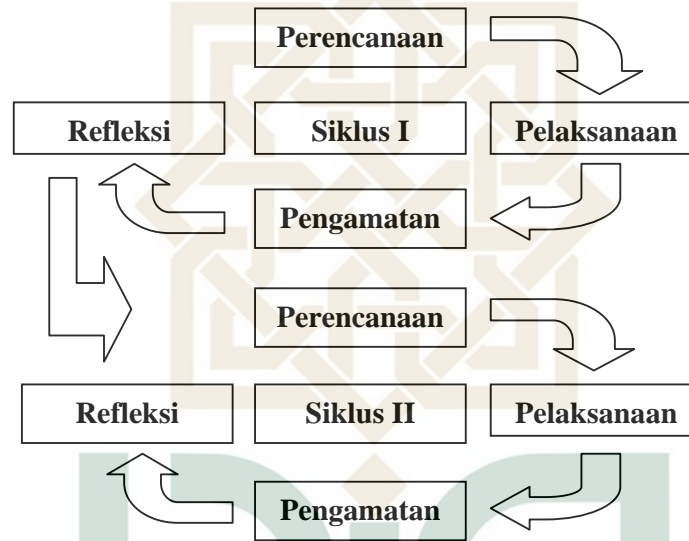 Perencanaan
Refleksi
Siklus I
Pelaksanaan
Pengamatan
Perencanaan
Refleksi
Siklus II
Pelaksanaan
Pengamatan